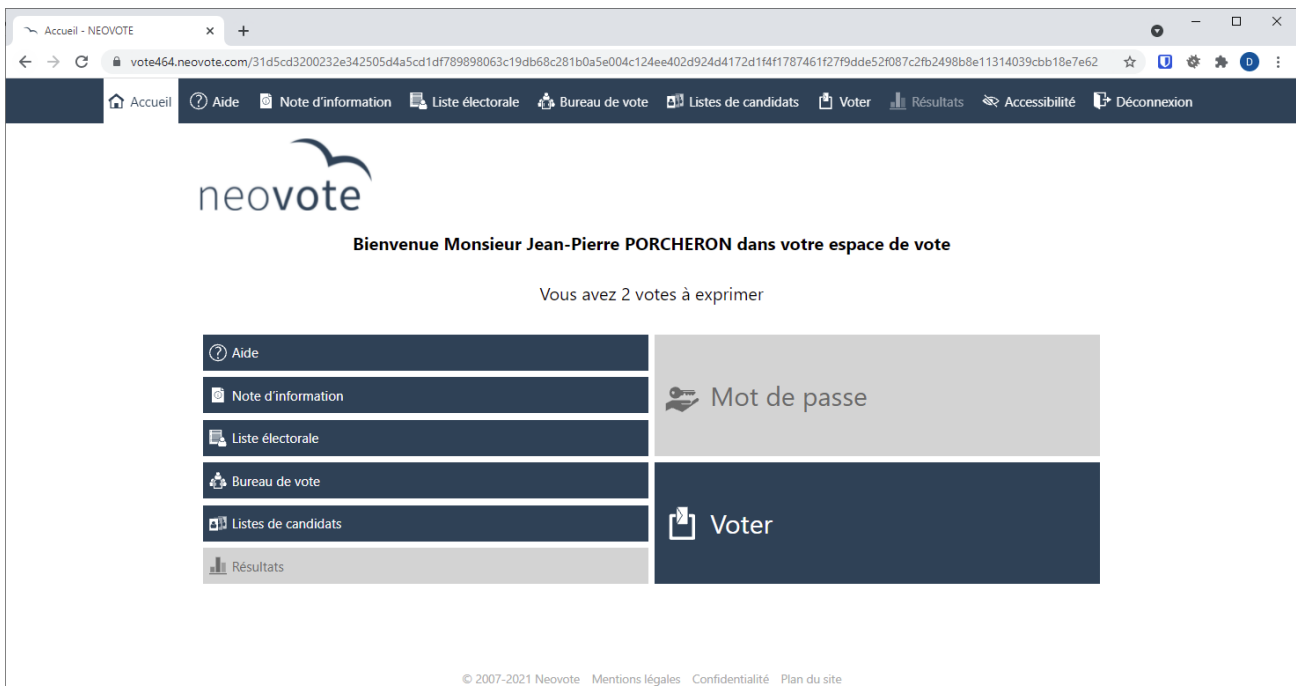 Accueil - NEOVOTE
vote464.neovote.com/31d5cd3200232e342505d4a5cd1df789898063c19db68c281b0a5e004c124ee402d924d4172d1f4f1787461f27f9dde52f087c2fb2498b8e11314039cbb18e7e62
D
Accueil Aide Note d'information Liste électorale Bureau de vote Listes de candidats Voter Résultats Accessibilité Déconnexion
neovote
Bienvenue Monsieur Jean-Pierre PORCHERON dans votre espace de vote
Vous avez 2 votes à exprimer
Aide
Note d'information
Liste électorale
Bureau de vote
Listes de candidats
Résultats
Mot de passe
Voter
© 2007-2021 Neovote Mentions légales Confidentialité Plan du site